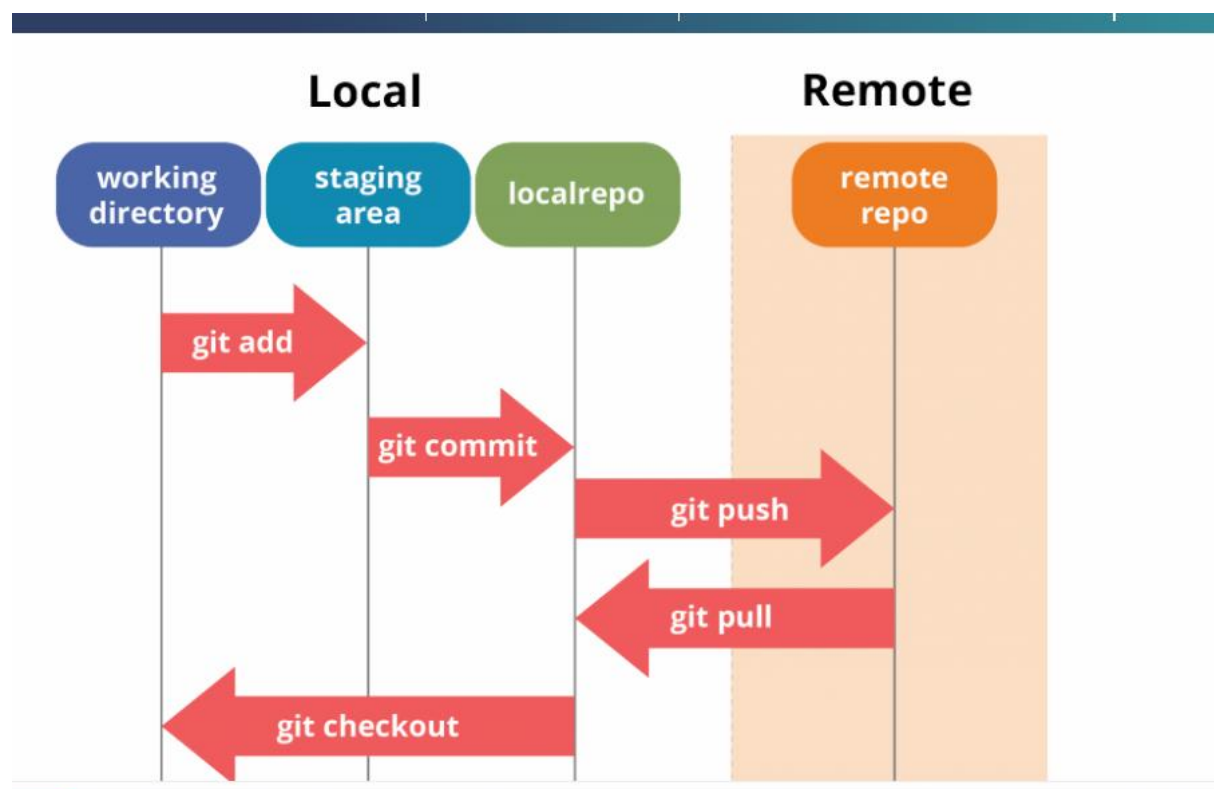 Local
Remote
working
directory
staging
area
localrepo
remote
repo
git add
git commit
git push
git pull
git checkout